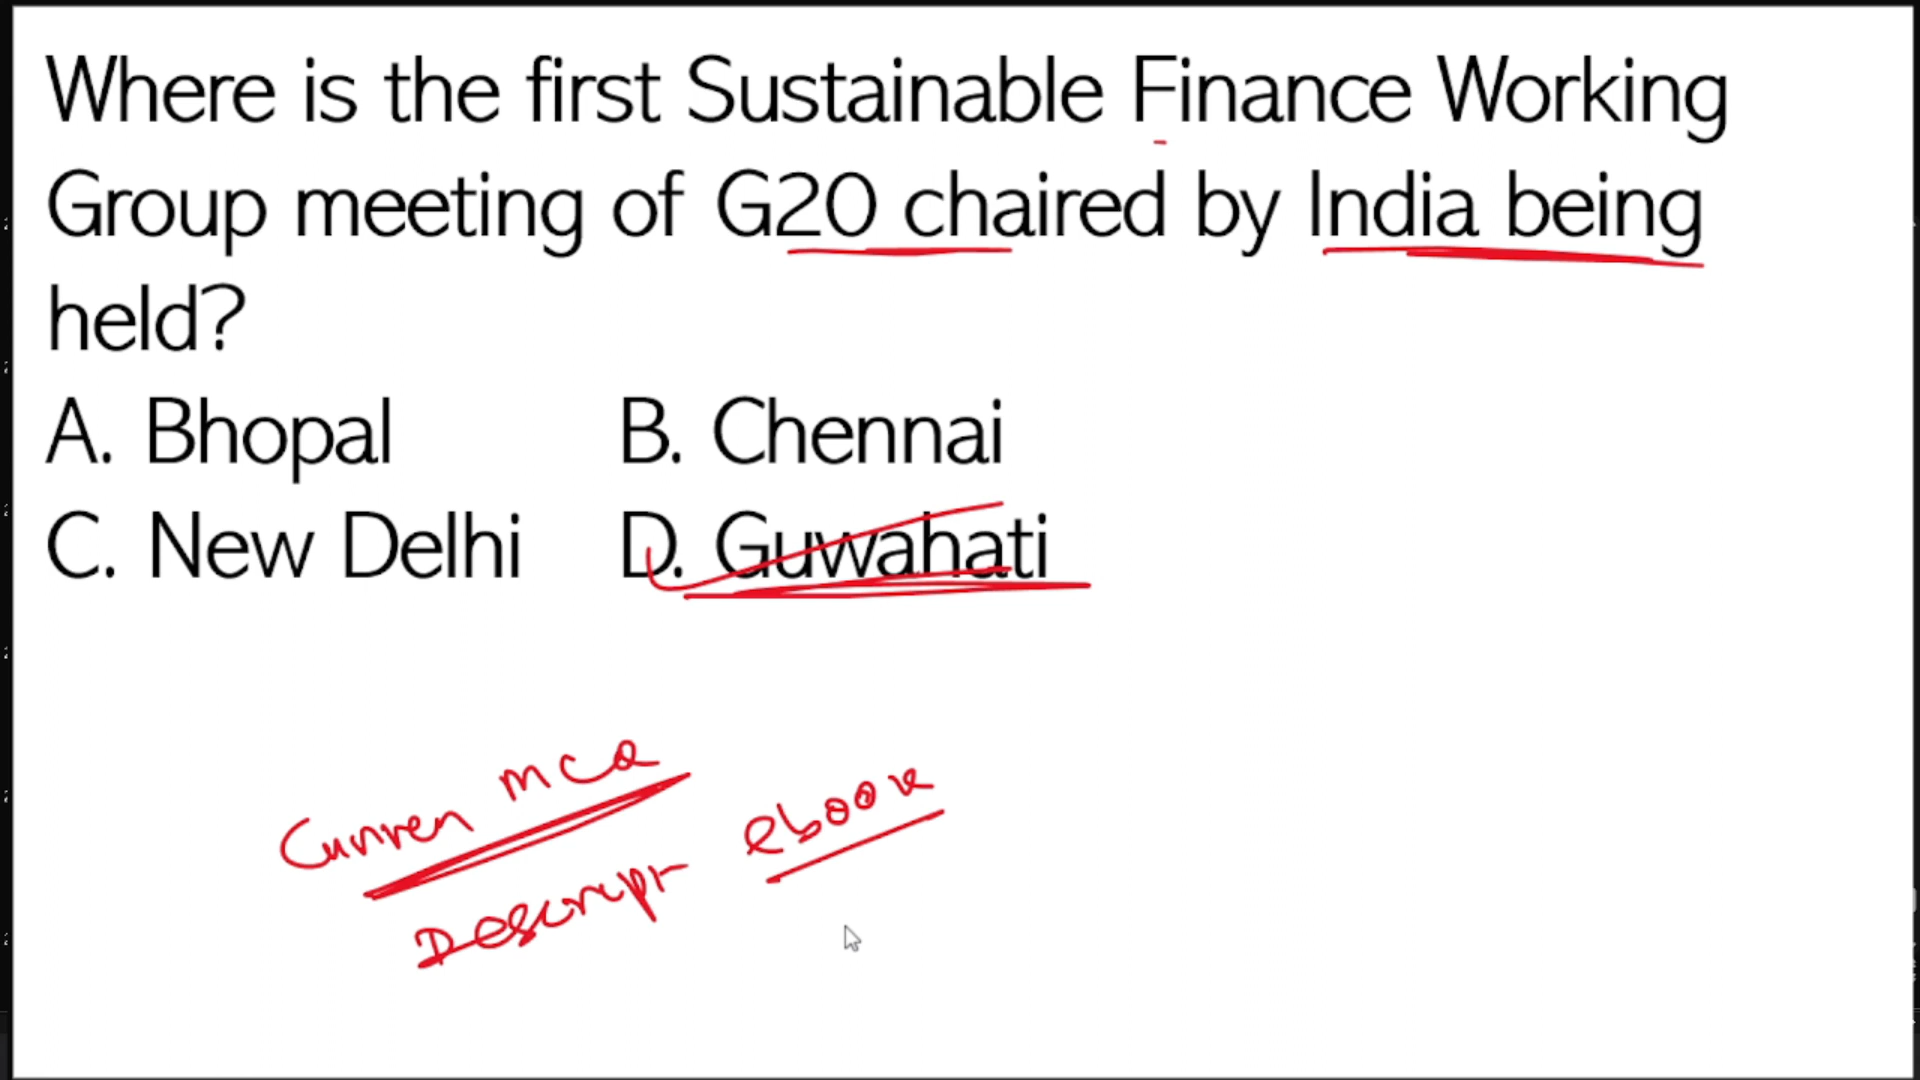 Where is the first Sustainable Finance Working
Group meeting of G20 chaired by India being
held?
A. Bhopal B. Chennai
C. New Delhi D. Guwahati
Curren MCQ
Descript ebook